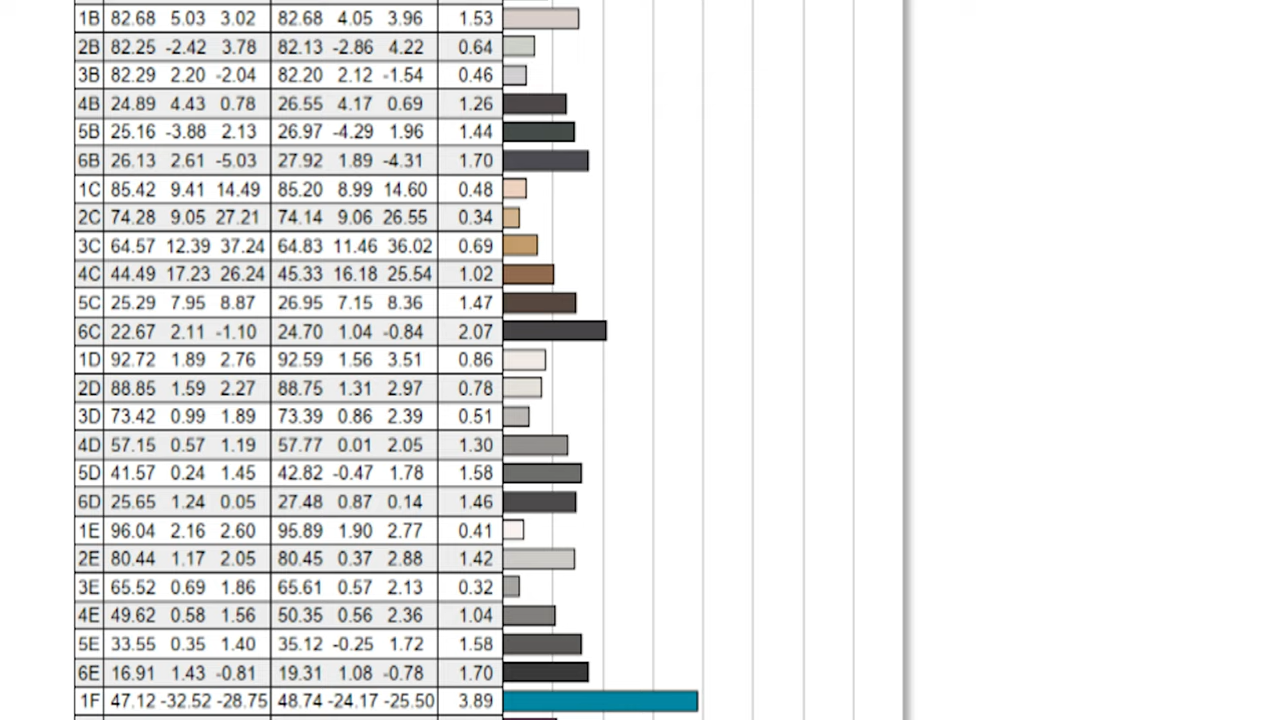 1B 82.68 5.03 3.02 82.68 4.05 3.96 1.53
2B 82.25 -2.42 3.78 82.13 -2.86 4.22 0.64
3B 82.29 2.20 -2.04 82.20 2.12 -1.54 0.46
4B 24.89 4.43 0.78 26.55 4.17 0.69 1.26
5B 25.16 -3.88 2.13 26.97 -4.29 1.96 1.44
6B 26.13 2.61 -5.03 27.92 1.89 -4.31 1.70
1C 85.42 9.41 14.49 85.20 8.99 14.60 0.48
2C 74.28 9.05 27.21 74.14 9.06 26.55 0.34
3C 64.57 12.39 37.24 64.83 11.46 36.02 0.69
4C 44.49 17.23 26.24 45.33 16.18 25.54 1.02
5C 25.29 7.95 8.87 26.95 7.15 8.36 1.47
6C 22.67 2.11 -1.10 24.70 1.04 -0.84 2.07
1D 92.72 1.89 2.76 92.59 1.56 3.51 0.86
2D 88.85 1.59 2.27 88.75 1.31 2.97 0.78
3D 73.42 0.99 1.89 73.39 0.86 2.39 0.51
4D 57.15 0.57 1.19 57.77 0.01 2.05 1.30
5D 41.57 0.24 1.45 42.82 -0.47 1.78 1.58
6D 25.65 1.24 0.05 27.48 0.87 0.14 1.46
1E 96.04 2.16 2.60 95.89 1.90 2.77 0.41
2E 80.44 1.17 2.05 80.45 0.37 2.88 1.42
3E 65.52 0.69 1.86 65.61 0.57 2.13 0.32
4E 49.62 0.58 1.56 50.35 0.56 2.36 1.04
5E 33.55 0.35 1.40 35.12 -0.25 1.72 1.58
6E 16.91 1.43 -0.81 19.31 1.08 -0.78 1.70
1F 47.12 -32.52 -28.75 48.74 -24.17 -25.50 3.89